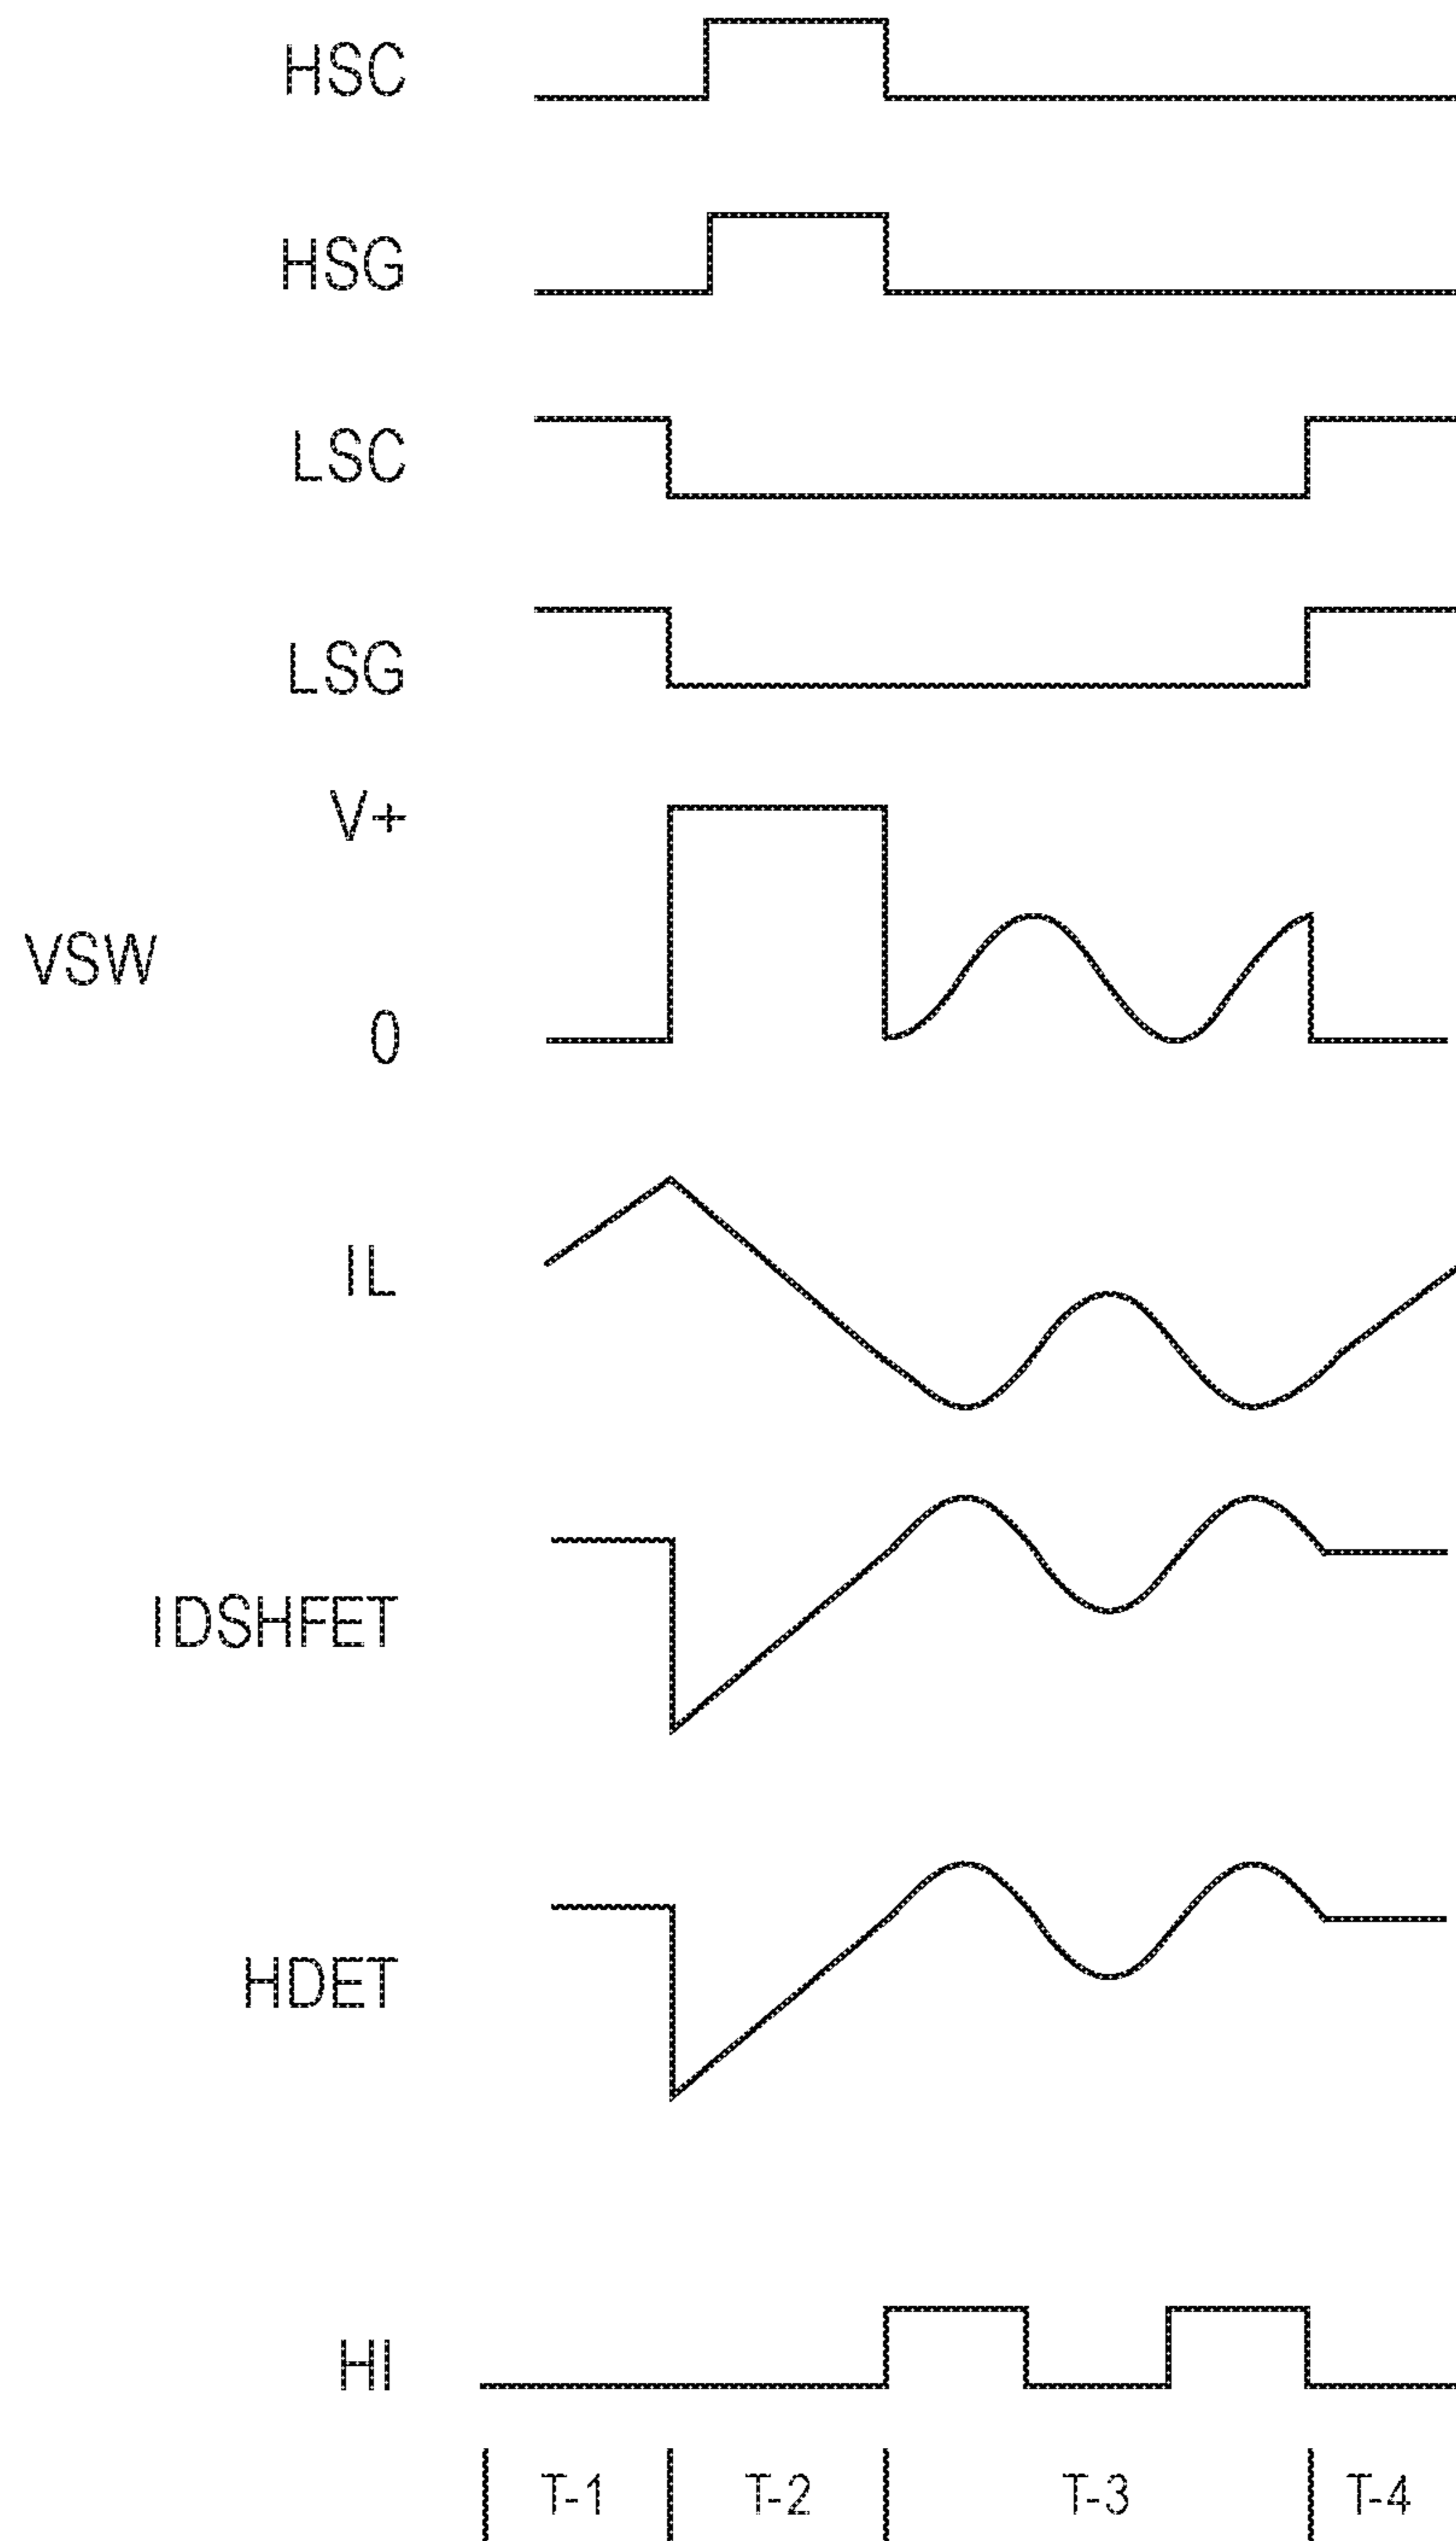 HSC
HSG
LSC
LSG
V+
VSW
0
IL
IDSHFET
HDET
HI
T-1 T-2 T-3 T-4